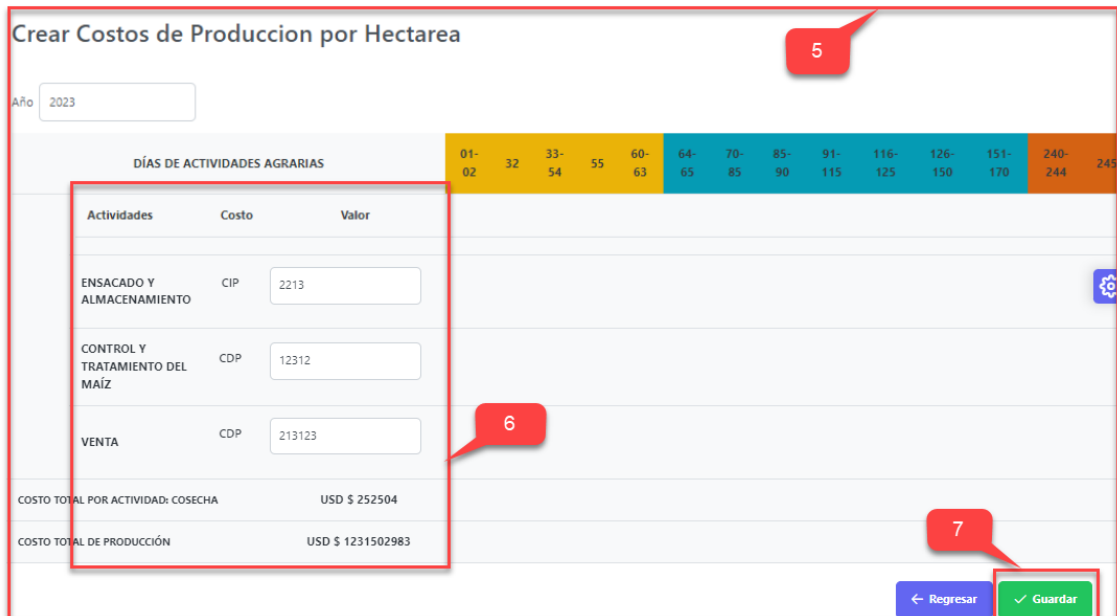 Crear Costos de Produccion por Hectarea
5
Año 2023
DÍAS DE ACTIVIDADES AGRARIAS
01-02
32
33-54
55
60-63
64-65
70-85
85-90
91-115
116-125
126-150
151-170
240-244
245
Actividades Costo Valor
ENSACADO Y
ALMACENAMIENTO
CIP
2213
CONTROL Y
TRATAMIENTO DEL
MAÍZ
CDP
12312
VENTA
CDP
213123
6
COSTO TOTAL POR ACTIVIDAD: COSECHA USD $ 252504
COSTO TOTAL DE PRODUCCIÓN USD $ 1231502983
7
← Regresar
✓ Guardar